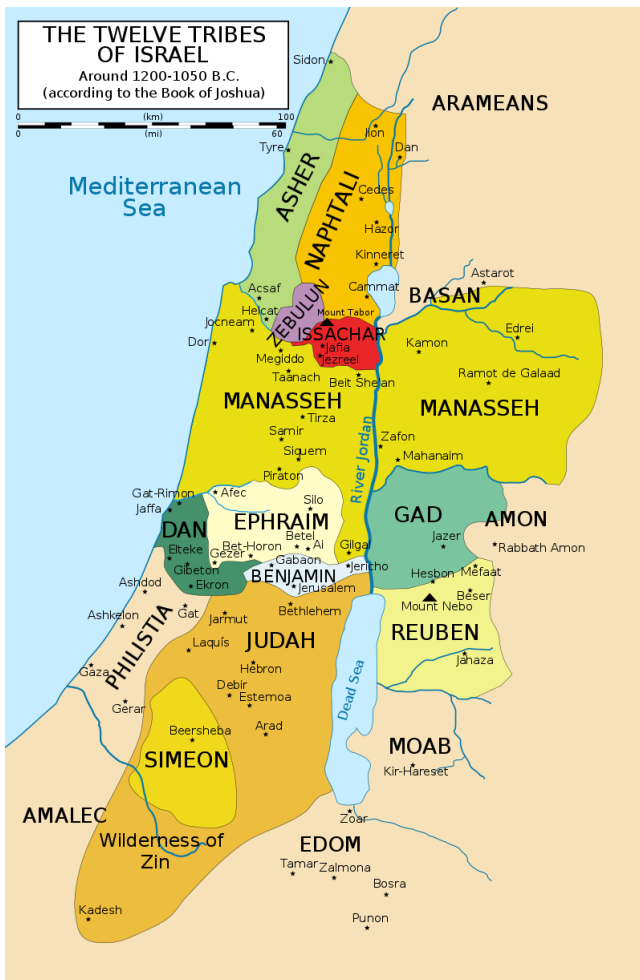 THE TWELVE TRIBES
OF ISRAEL
Around 1200-1050 B.C.
(according to the Book of Joshua)
0 (km) 100
0 (mi) 60
Sidon
ARAMEANS
Ijon
Tyre
Dan
ASHER
Mediterranean
Sea
NAPHTALI
Cedes
Hazor
Kinneret
Astarot
Acsaf
Cammat
BASAN
Helcat
ZEBULUN
Mount Tabor
Jocneam
ISSACHAR
Edrei
Dor
Jafia
Kamon
Megiddo
Jezreel
Taanach
Beit Shean
Ramot de Galaad
MANASSEH
MANASSEH
Tirza
River Jordan
Samir
Zafon
Siquem
Mahanaim
Piraton
Gat-Rimon
Afec
Jaffa
Silo
DAN
EPHRAIM
GAD
AMON
Elteke
Betel
Jazer
Bet-Horon
Ai
Rabbath Amon
Gezer
Gilgal
Gibeton
Gabaon
Jericho
Mefaat
BENJAMIN
Hesbon
Ashdod
Ekron
Jerusalem
Beser
Mount Nebo
Gat
Bethlehem
Ashkelon
Jarmut
REUBEN
PHILISTIA
JUDAH
Laquís
Jahaza
Gaza
Hebron
Dead Sea
Debir
Estemoa
Gerar
Beersheba
Arad
MOAB
SIMEON
Kir-Hareset
AMALEC
Zoar
Wilderness of
Zin
EDOM
Tamar
Zalmona
Bosra
Kadesh
Punon